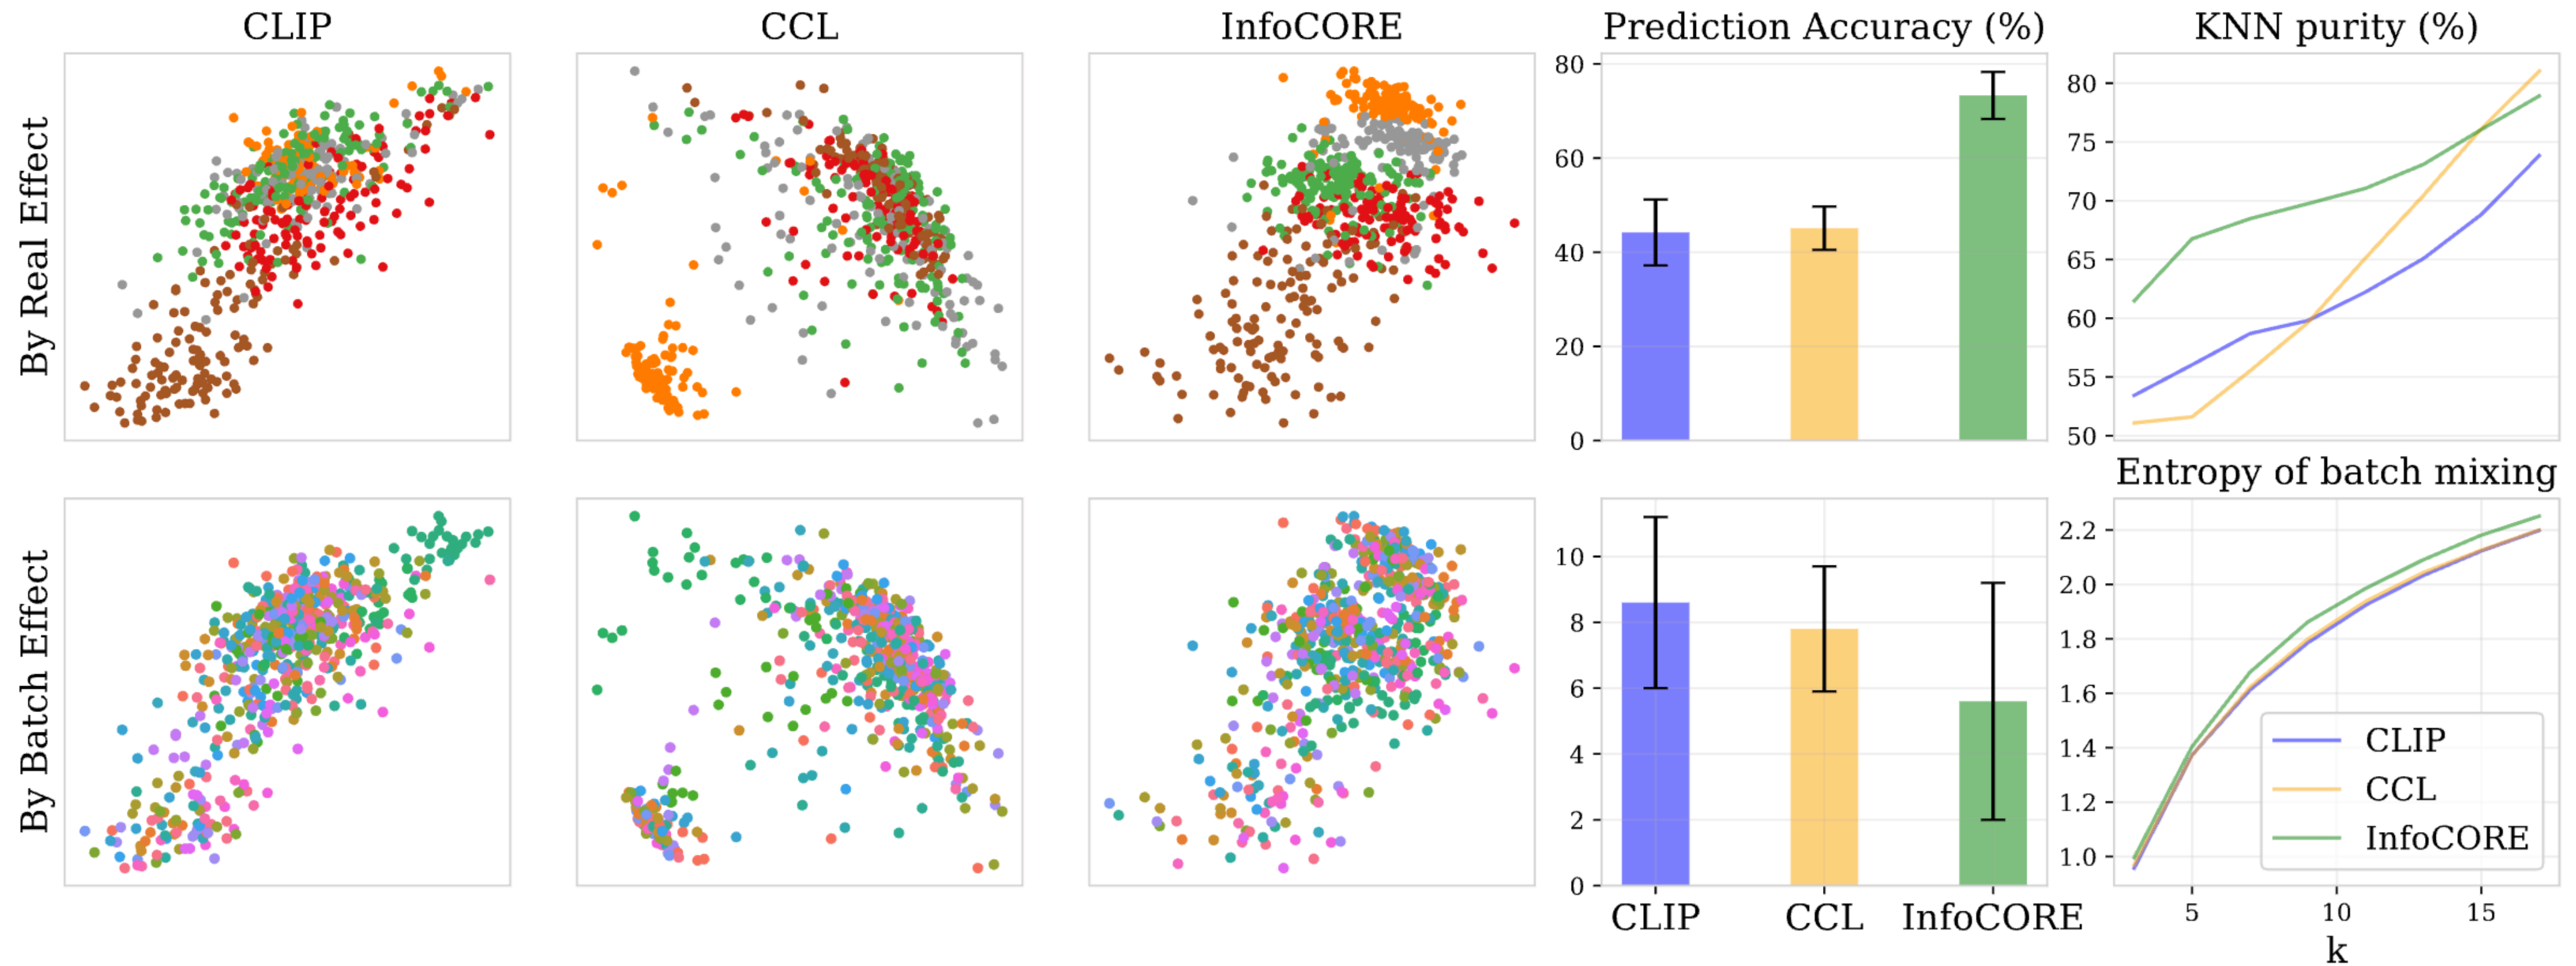 CLIP
CCL
InfoCORE
Prediction Accuracy (%)
KNN purity (%)
By Real Effect
80
60
40
20
0
80
75
70
65
60
55
50
Entropy of batch mixing
By Batch Effect
10
8
6
4
2
0
CLIP
CCL
InfoCORE
2.2
2.0
1.8
1.6
1.4
1.2
1.0
CLIP
CCL
InfoCORE
5
10
15
k